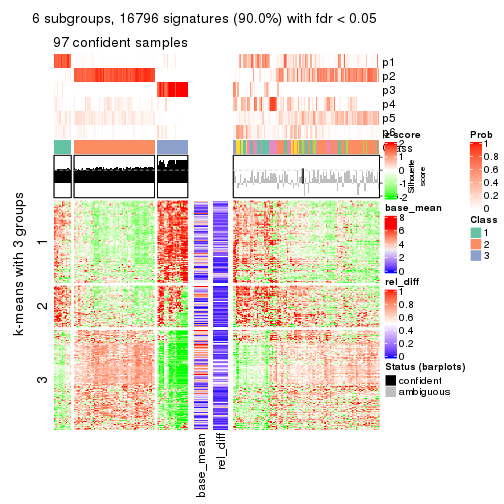 6 subgroups, 16796 signatures (90.0%) with fdr < 0.05
97 confident samples
p1
p2
p3
p4
p5
p6
Class
z-score
2
1
0
-1
-2
Silhouette
score
Prob
1
0.8
0.6
0.4
0.2
0
base_mean
8
6
4
2
0
Class
1
2
3
rel_diff
1
0.8
0.6
0.4
0.2
0
Status (barplots)
confident
ambiguous
k-means with 3 groups
1
2
3
base_mean
rel_diff